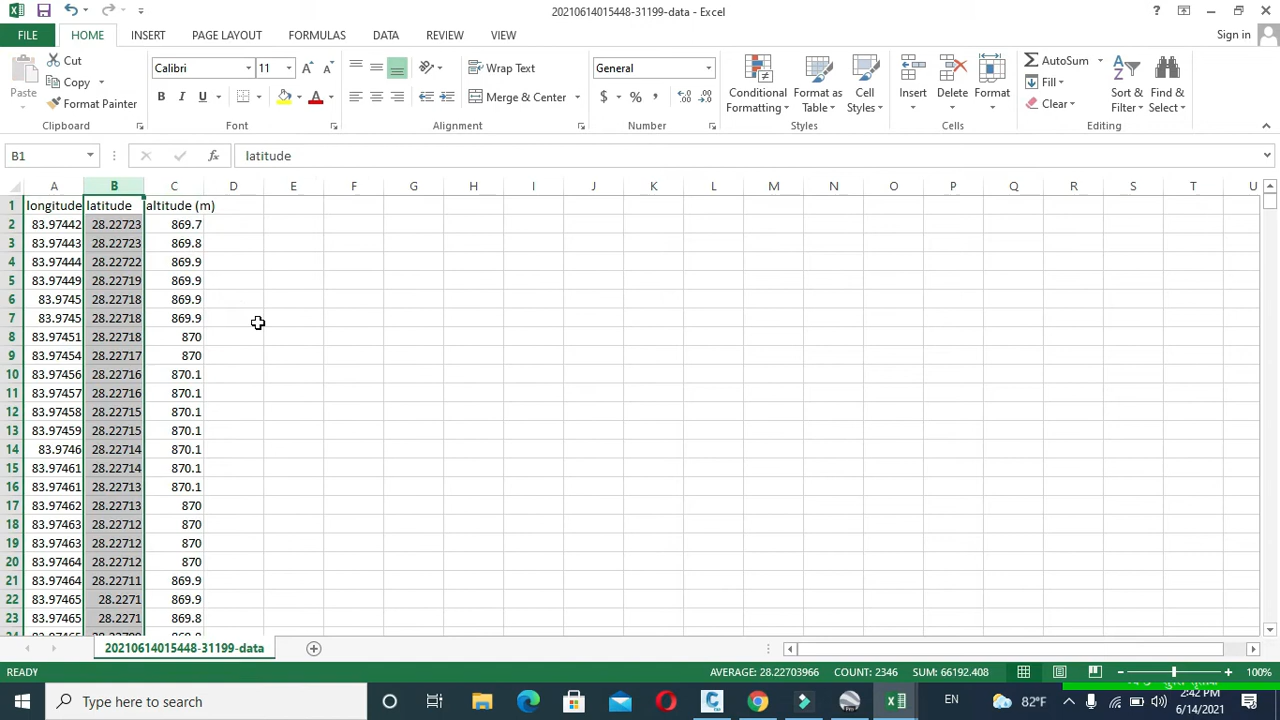 20210614015448-31199-data - Excel
FILE HOME INSERT PAGE LAYOUT FORMULAS DATA REVIEW VIEW Sign in
Paste Cut Copy Format Painter Clipboard
Calibri 11 B I U A Font
Wrap Text Merge & Center Alignment
General $ % , Number
Conditional Formatting Format as Table Cell Styles Styles
Insert Delete Format Cells
AutoSum Fill Clear Sort & Filter Find & Select Editing
B1 fx latitude
A B C D E F G H I J K L M N O P Q R S T U
1 longitude latitude altitude (m)
2 83.97442 28.22723 869.7
3 83.97443 28.22723 869.8
4 83.97444 28.22722 869.9
5 83.97449 28.22719 869.9
6 83.9745 28.22718 869.9
7 83.9745 28.22718 869.9
8 83.97451 28.22718 870
9 83.97454 28.22717 870
10 83.97456 28.22716 870.1
11 83.97457 28.22716 870.1
12 83.97458 28.22715 870.1
13 83.97459 28.22715 870.1
14 83.9746 28.22714 870.1
15 83.97461 28.22714 870.1
16 83.97461 28.22713 870.1
17 83.97462 28.22713 870
18 83.97463 28.22712 870
19 83.97463 28.22712 870
20 83.97464 28.22712 870
21 83.97464 28.22711 869.9
22 83.97465 28.2271 869.9
23 83.97465 28.2271 869.8
20210614015448-31199-data
READY AVERAGE: 28.22703966 COUNT: 2346 SUM: 66192.408 100%
Type here to search EN 82°F 2:42 PM
6/14/2021